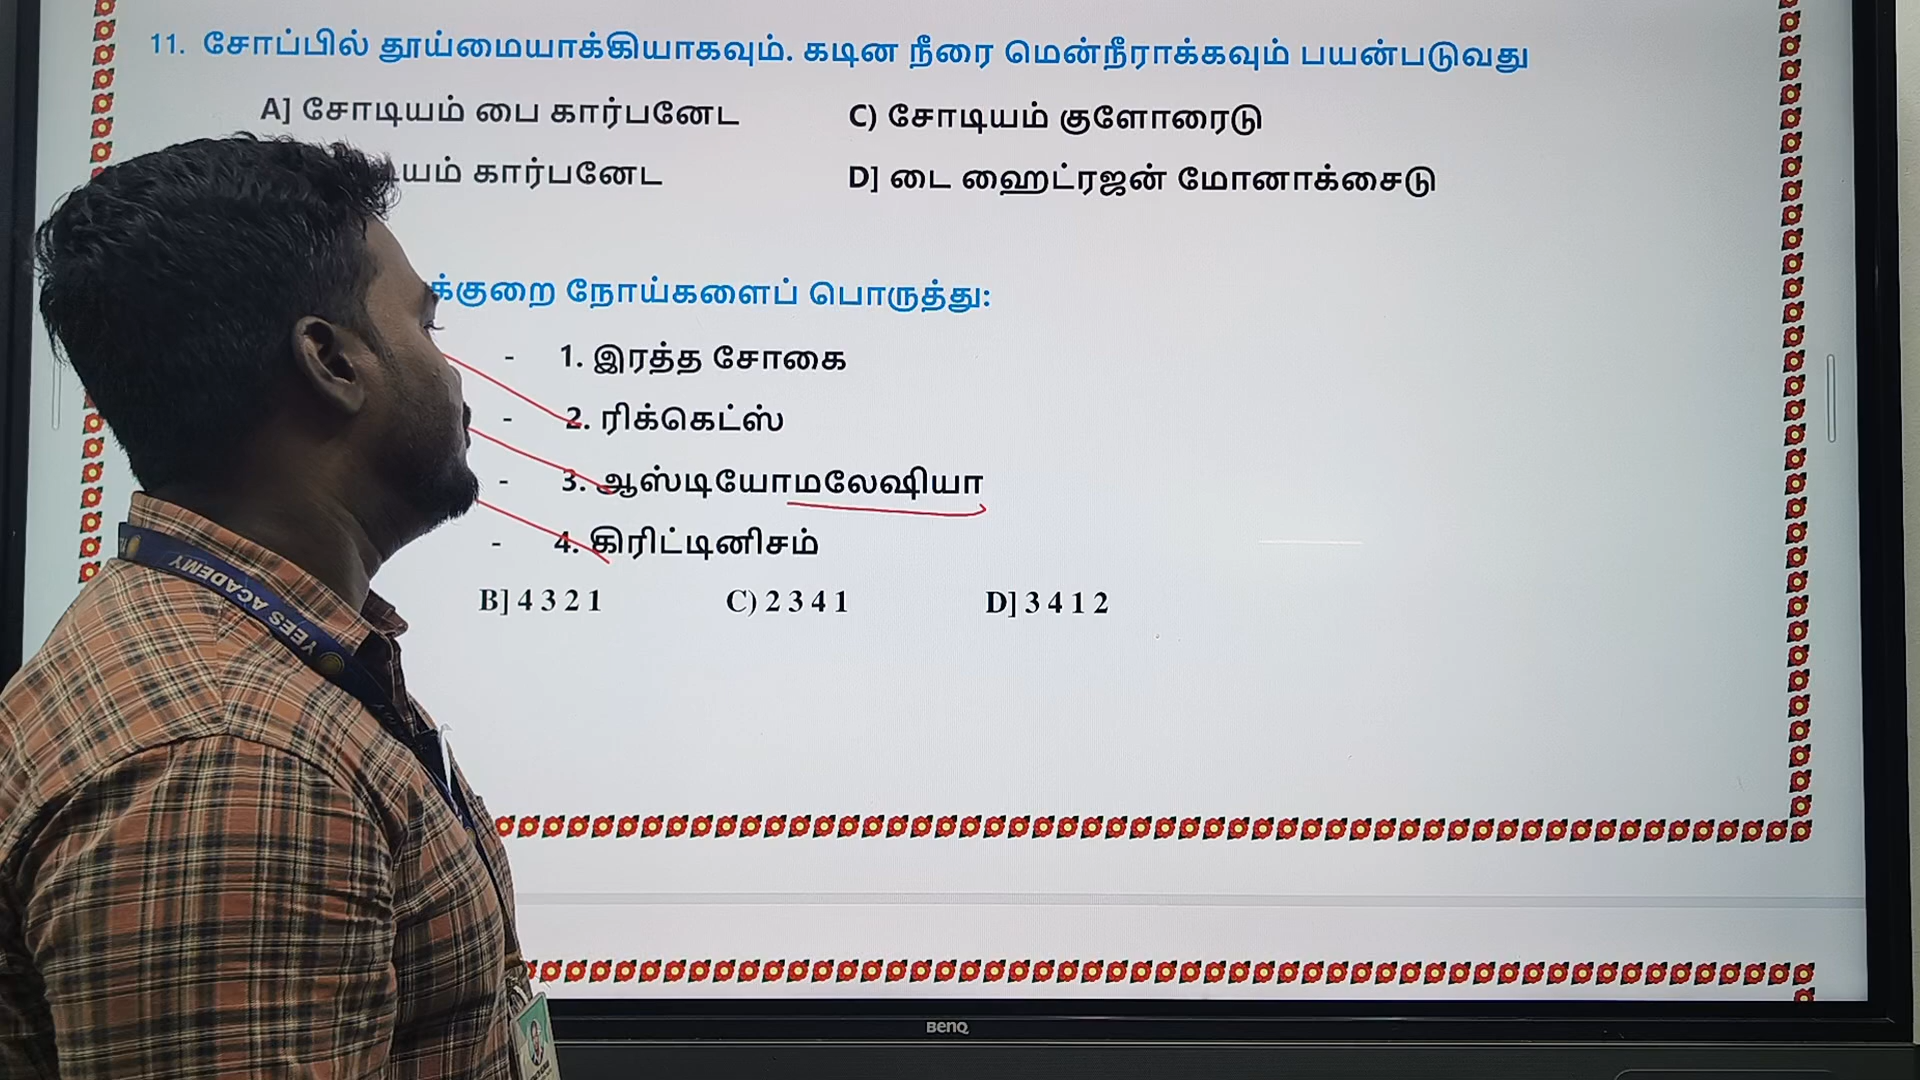 11. சோப்பில் தூய்மையாக்கியாகவும். கடின நீரை மென்நீராக்கவும் பயன்படுவது
A] சோடியம் பை கார்பனேட
C) சோடியம் குளோரைடு
கார்பனேட
D] டை ஹைட்ரஜன் மோனாக்சைடு
நோய்களைப் பொருத்து:
- 1. இரத்த சோகை
- 2. ரிக்கெட்ஸ்
- 3. ஆஸ்டியோமலேஷியா
- 4. கிரிட்டினிசம்
B] 4 3 2 1
C) 2 3 4 1
D] 3 4 1 2
YEES ACADEMY
BenQ